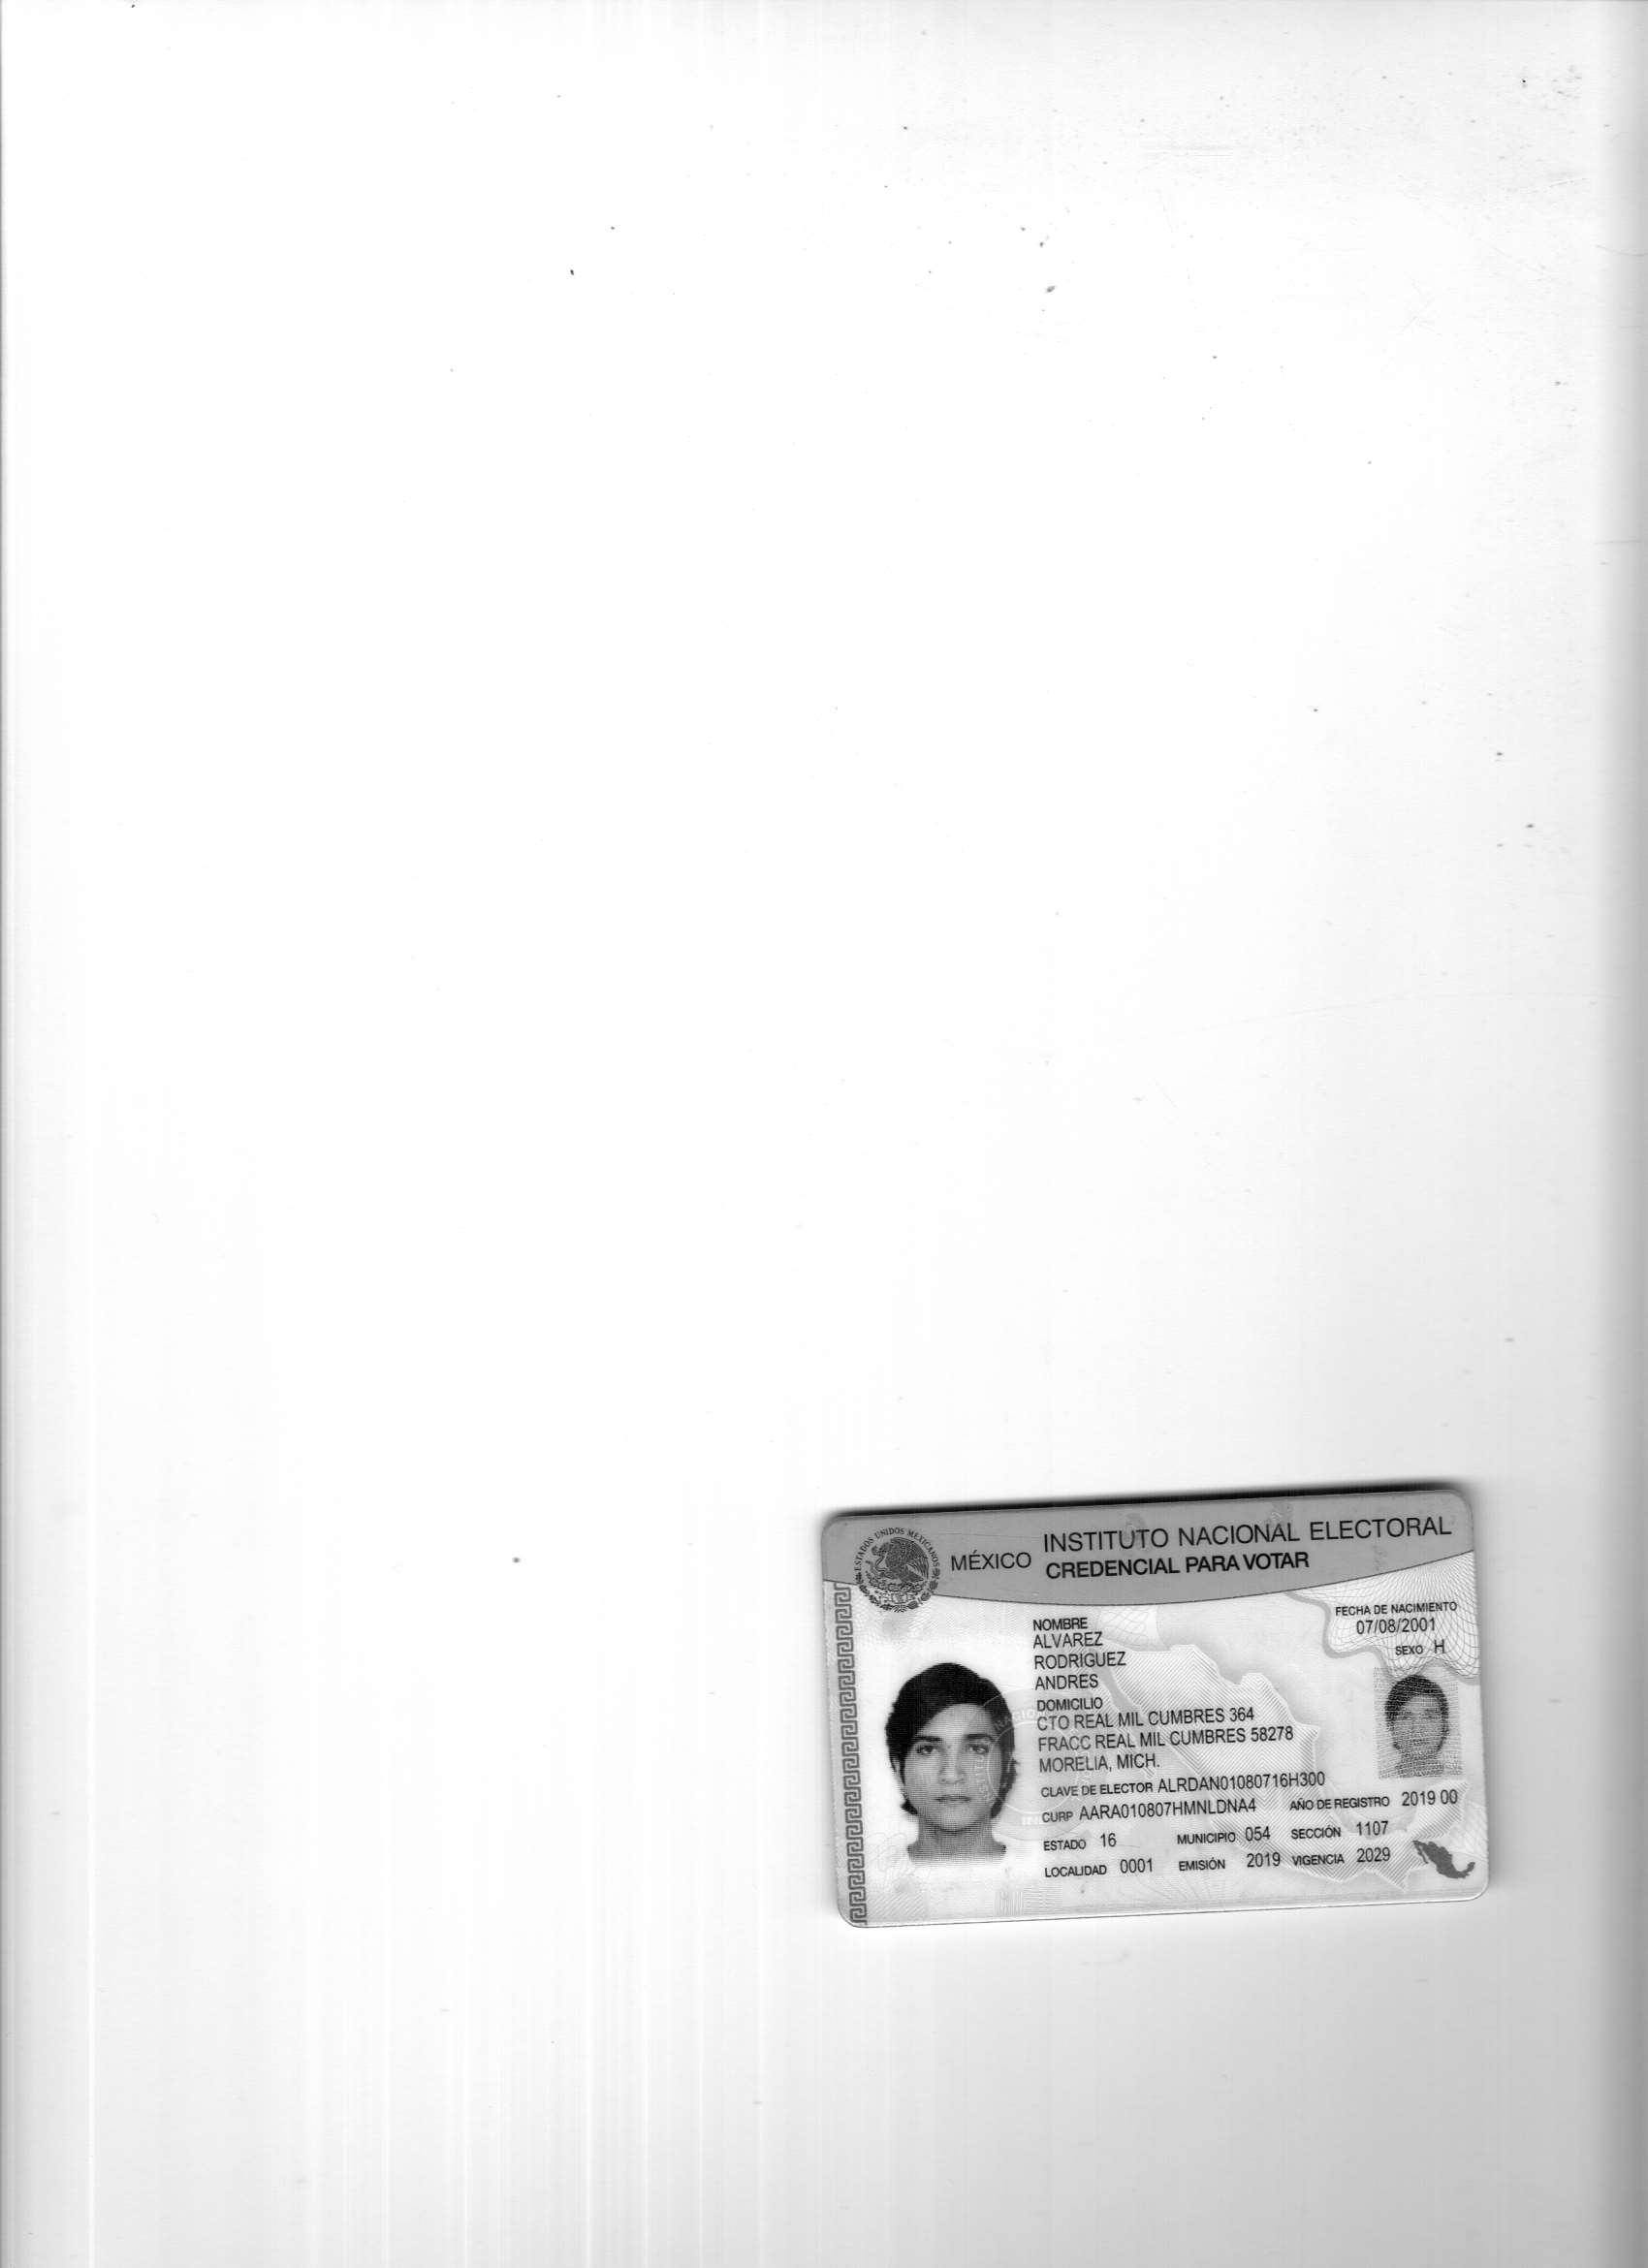 ESTADOS UNIDOS MEXICANOS
MÉXICO
INSTITUTO NACIONAL ELECTORAL
CREDENCIAL PARA VOTAR
FECHA DE NACIMIENTO
07/08/2001
SEXO H
NOMBRE
ALVAREZ
RODRIGUEZ
ANDRES
DOMICILIO
CTO REAL MIL CUMBRES 364
FRACC REAL MIL CUMBRES 58278
MORELIA, MICH.
CLAVE DE ELECTOR ALRDAN01080716H300
CURP AARA010807HMNLDNA4 AÑO DE REGISTRO 2019 00
ESTADO 16 MUNICIPIO 054 SECCIÓN 1107
LOCALIDAD 0001 EMISIÓN 2019 VIGENCIA 2029